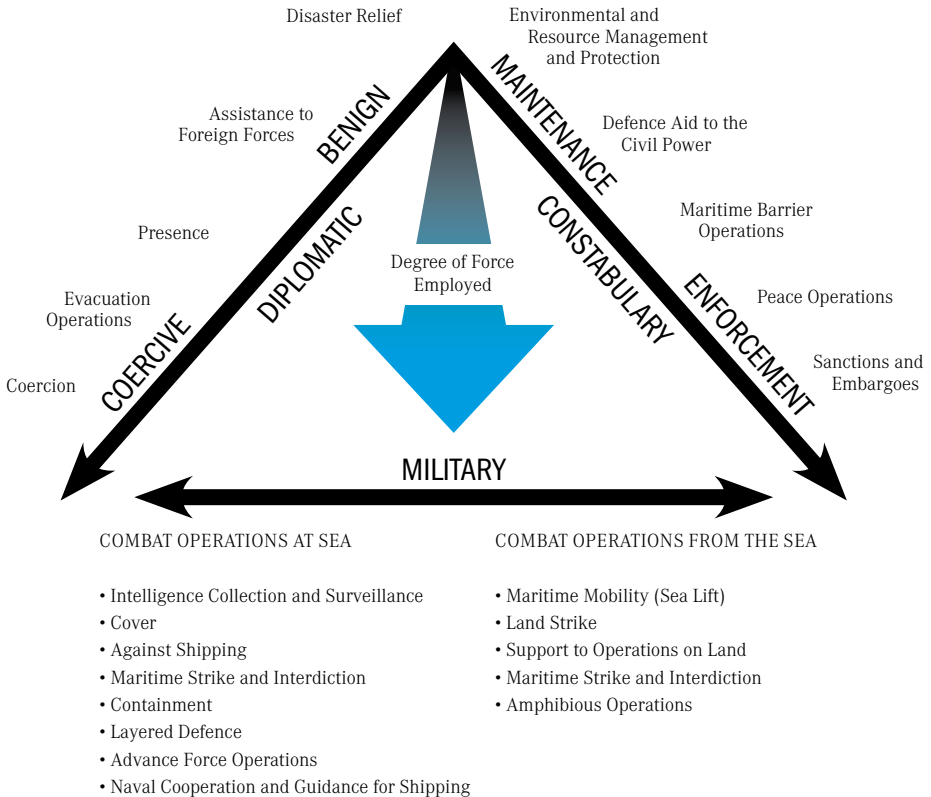 Disaster Relief
Environmental and
Resource Management
and Protection
BENIGN
MAINTENANCE
Assistance to
Foreign Forces
Defence Aid to the
Civil Power
Presence
DIPLOMATIC
CONSTABULARY
Maritime Barrier
Operations
Degree of Force
Employed
Evacuation
Operations
COERCIVE
ENFORCEMENT
Peace Operations
Coercion
Sanctions and
Embargoes
MILITARY
COMBAT OPERATIONS AT SEA
• Intelligence Collection and Surveillance
• Cover
• Against Shipping
• Maritime Strike and Interdiction
• Containment
• Layered Defence
• Advance Force Operations
• Naval Cooperation and Guidance for Shipping
COMBAT OPERATIONS FROM THE SEA
• Maritime Mobility (Sea Lift)
• Land Strike
• Support to Operations on Land
• Maritime Strike and Interdiction
• Amphibious Operations